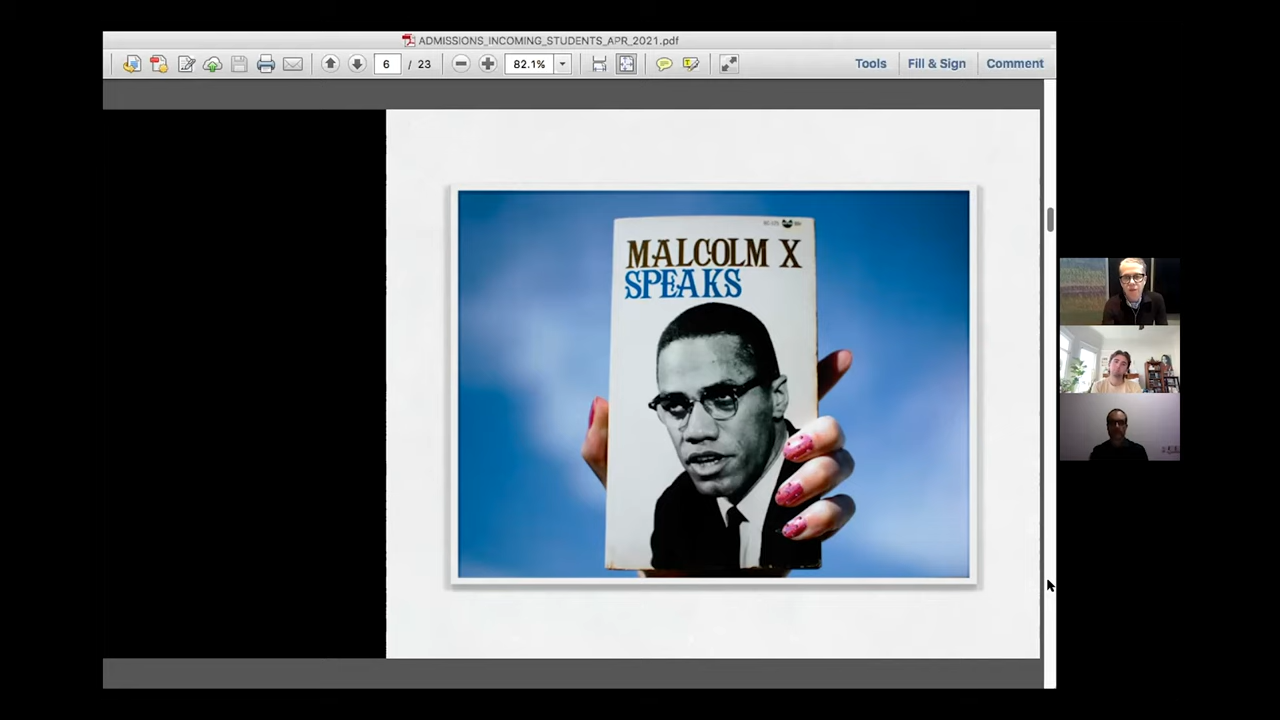 ADMISSIONS_INCOMING_STUDENTS_APR_2021.pdf
6 / 23
82.1%
Tools
Fill & Sign
Comment
MALCOLM X
SPEAKS